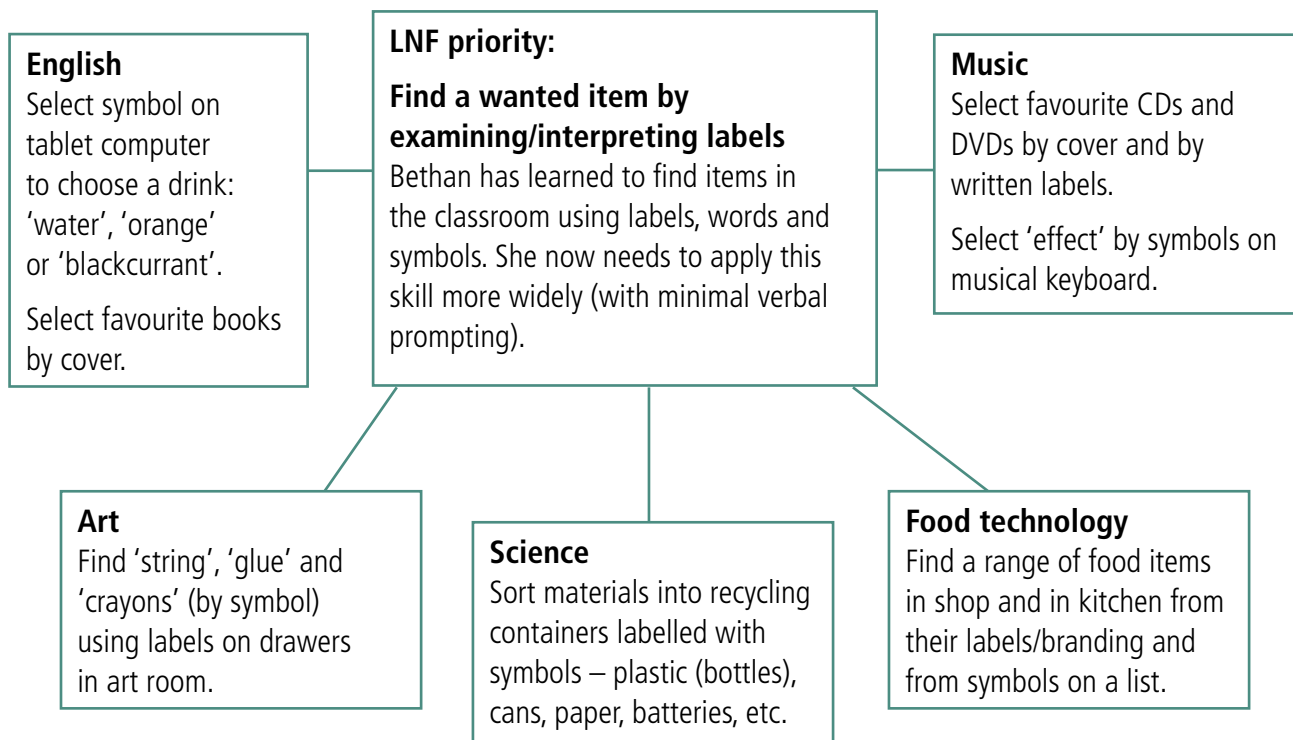 English
Select symbol on
tablet computer
to choose a drink:
‘water’, ‘orange’
or ‘blackcurrant’.
Select favourite books
by cover.
LNF priority:
Find a wanted item by
examining/interpreting labels
Bethan has learned to find items in
the classroom using labels, words and
symbols. She now needs to apply this
skill more widely (with minimal verbal
prompting).
Music
Select favourite CDs and
DVDs by cover and by
written labels.
Select ‘effect’ by symbols on
musical keyboard.
Art
Find ‘string’, ‘glue’ and
‘crayons’ (by symbol)
using labels on drawers
in art room.
Science
Sort materials into recycling
containers labelled with
symbols – plastic (bottles),
cans, paper, batteries, etc.
Food technology
Find a range of food items
in shop and in kitchen from
their labels/branding and
from symbols on a list.